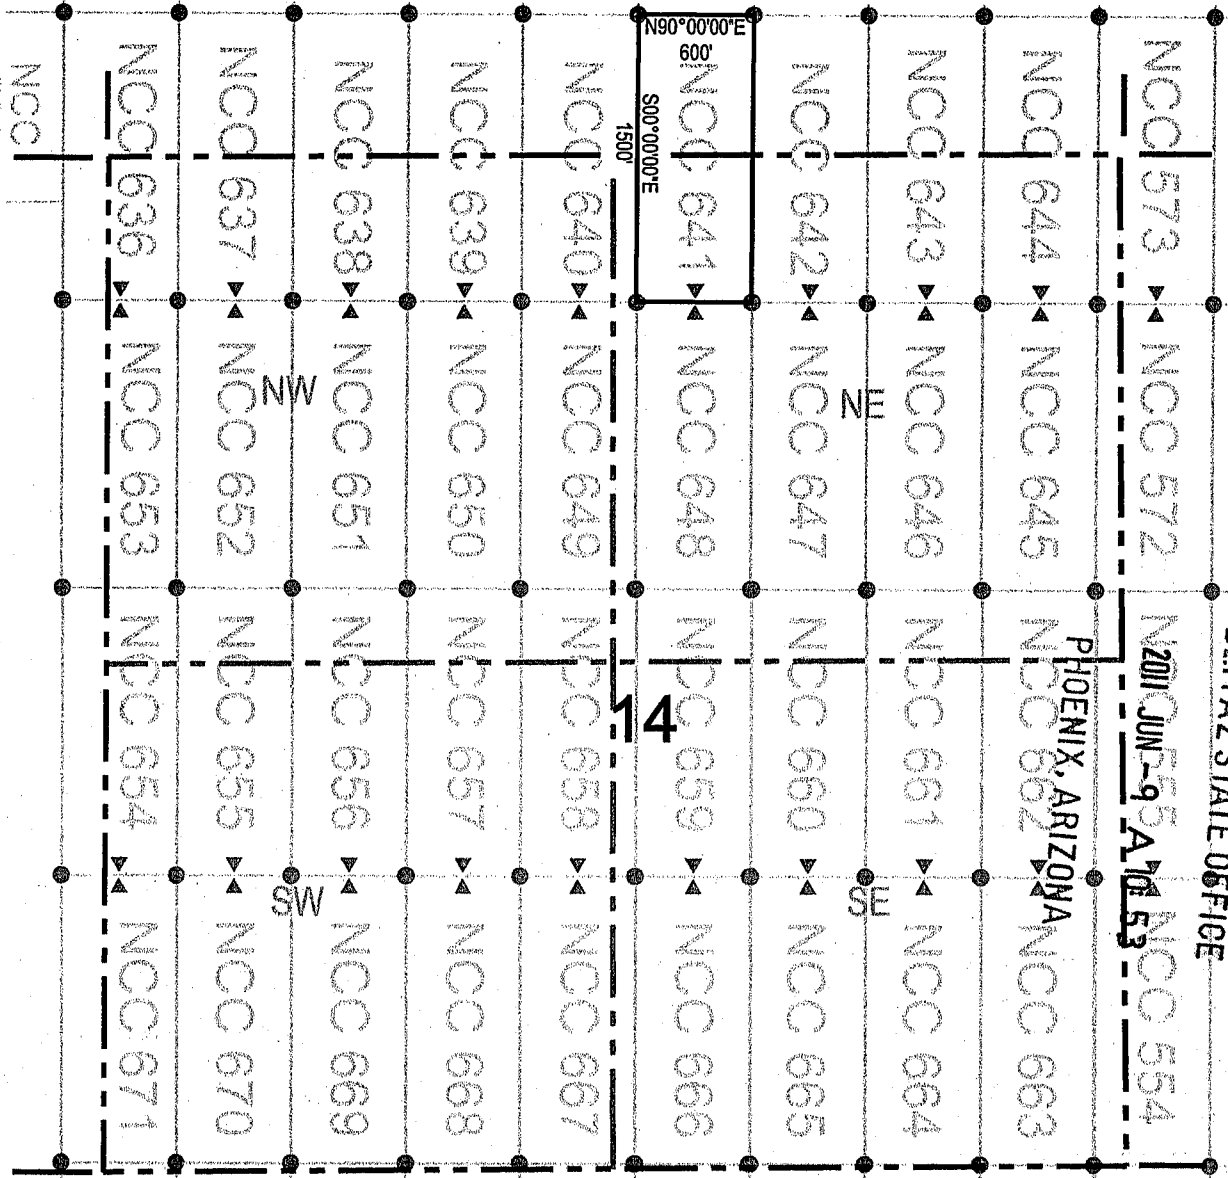 N90°00'00"E
600'
S00°00'00"E
1500'
NCC
NCC 636
NCC 637
NCC 638
NCC 639
NCC 640
NCC 641
NCC 642
NCC 643
NCC 644
NCC 573
NCC 653
NCC 652
NCC 651
NCC 650
NCC 649
NCC 648
NCC 647
NCC 646
NCC 645
NCC 572
NW
NE
NCC 654
NCC 655
NCC 656
NCC 657
NCC 658
NCC 659
NCC 660
NCC 661
NCC 662
NCC 555
14
AZ STATE OFFICE
2011 JUN -9 A 10 53
PHOENIX, ARIZONA
SW
SE
NCC 671
NCC 670
NCC 669
NCC 668
NCC 667
NCC 666
NCC 665
NCC 664
NCC 663
NCC 554